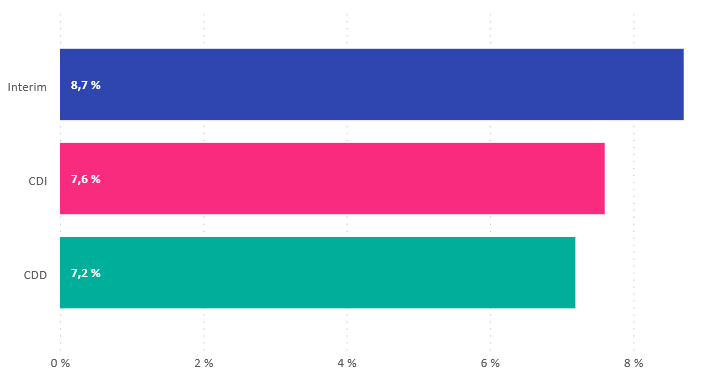 Interim
8,7 %
CDI
7,6 %
CDD
7,2 %
0 %
2 %
4 %
6 %
8 %